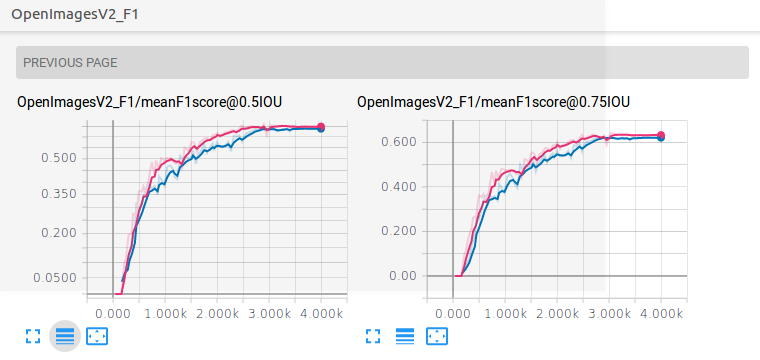 OpenImagesV2_F1
PREVIOUS PAGE
OpenImagesV2_F1/meanF1score@0.5IOU
0.500
0.350
0.200
0.0500
0.000 1.000k 2.000k 3.000k 4.000k
OpenImagesV2_F1/meanF1score@0.75IOU
0.600
0.400
0.200
0.00
0.000 1.000k 2.000k 3.000k 4.000k